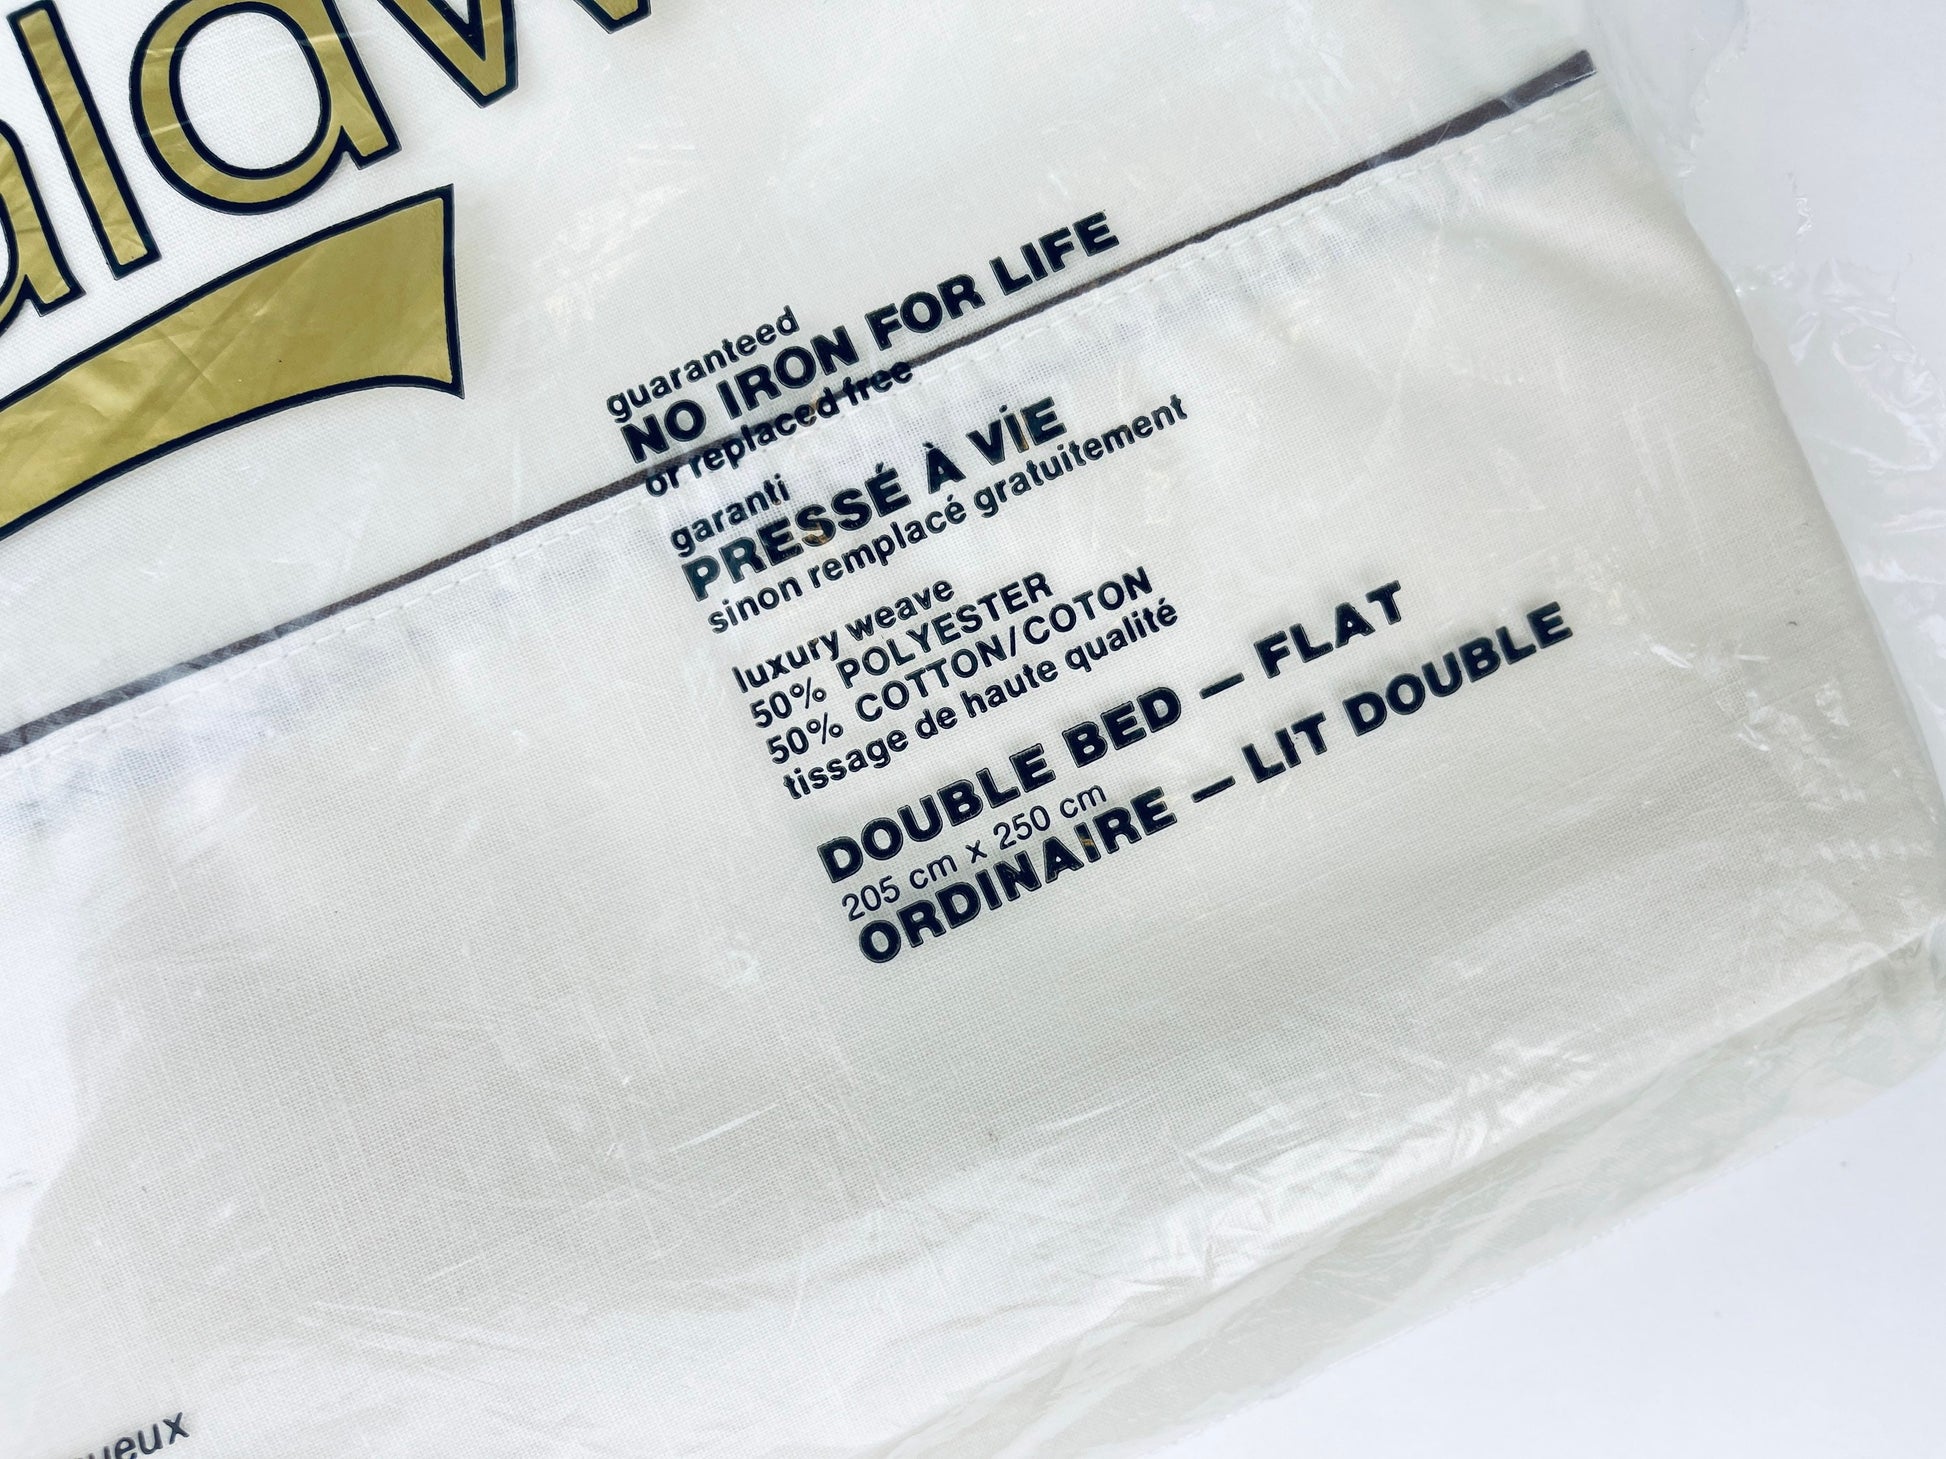 guaranteed
NO IRON FOR LIFE
or replaced free
garanti
PRESSÉ À VIE
sinon remplacé gratuitement
luxury weave
50% POLYESTER
50% COTTON/COTON
tissage de haute qualité
DOUBLE BED — FLAT
205 cm x 250 cm
ORDINAIRE — LIT DOUBLE